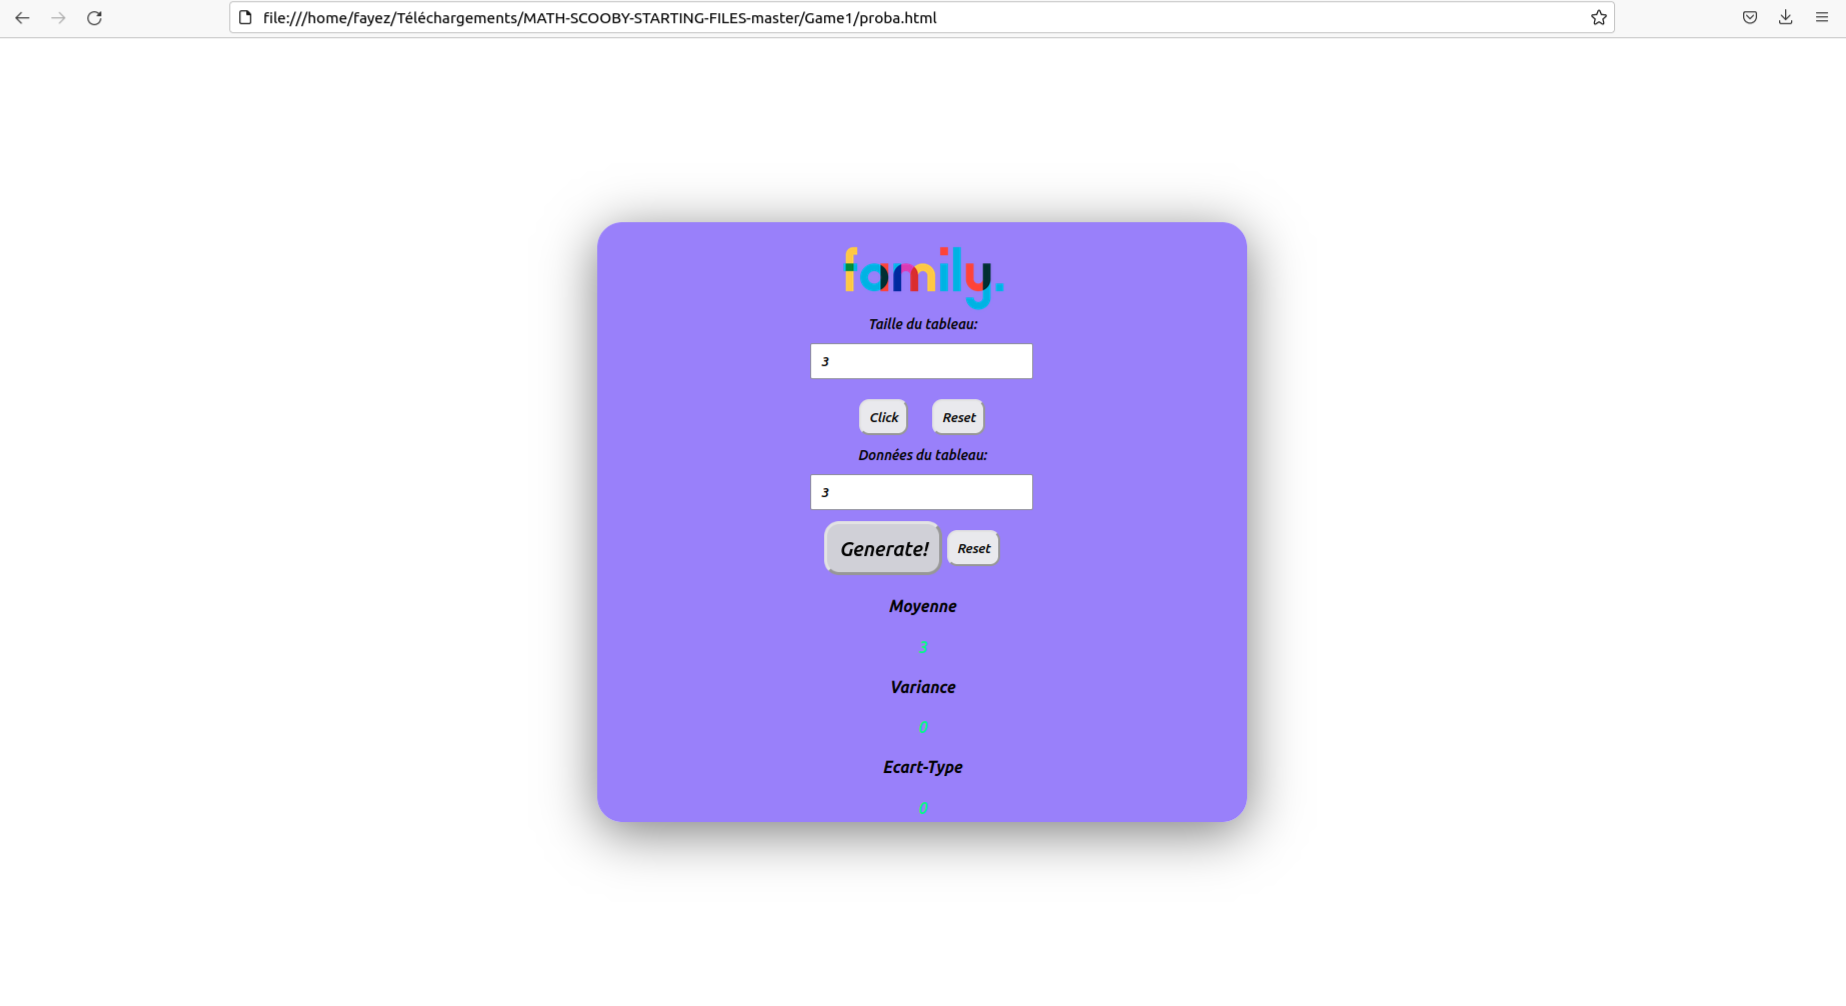 file:///home/fayez/Téléchargements/MATH-SCOOBY-STARTING-FILES-master/Game1/proba.html
family.
Taille du tableau:
3
Click Reset
Données du tableau:
3
Generate! Reset
Moyenne
3
Variance
0
Ecart-Type
0